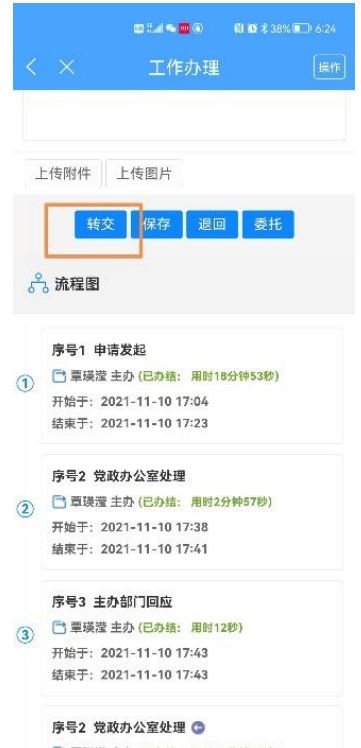 38% 6:24
工作办理
操作
上传附件 上传图片
转交 保存 退回 委托
流程图
序号1 申请发起
① 覃瑛滢 主办 (已办结: 用时18分钟53秒)
开始于: 2021-11-10 17:04
结束于: 2021-11-10 17:23
序号2 党政办公室处理
② 覃瑛滢 主办 (已办结: 用时2分钟57秒)
开始于: 2021-11-10 17:38
结束于: 2021-11-10 17:41
序号3 主办部门回应
③ 覃瑛滢 主办 (已办结: 用时12秒)
开始于: 2021-11-10 17:43
结束于: 2021-11-10 17:43
序号2 党政办公室处理